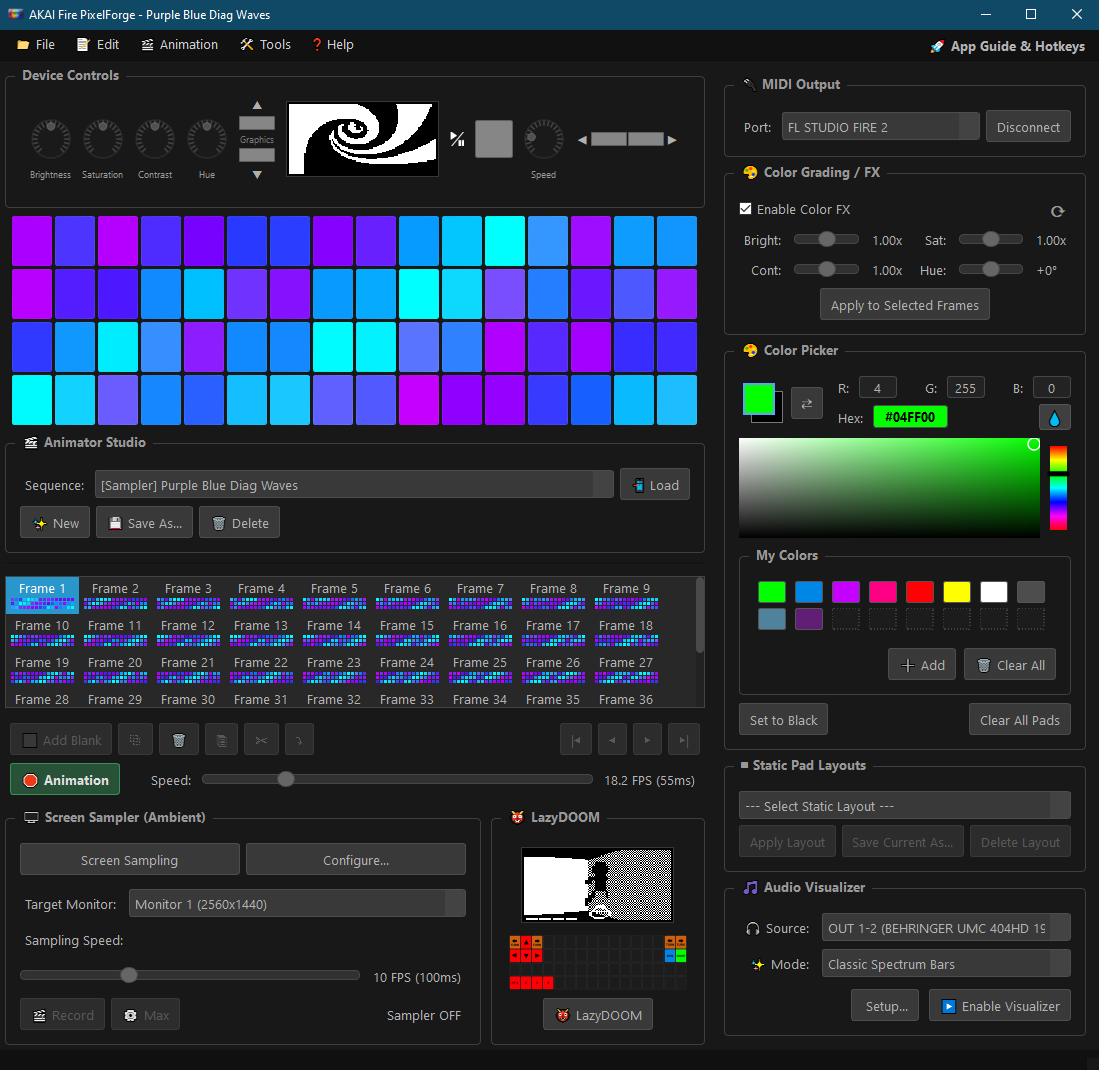 AKAI Fire PixelForge - Purple Blue Diag Waves
File Edit Animation Tools Help
App Guide & Hotkeys
Device Controls
Graphics
Brightness Saturation Contrast Hue
Speed
Animator Studio
Sequence: [Sampler] Purple Blue Diag Waves Load
New Save As... Delete
Frame 1 Frame 2 Frame 3 Frame 4 Frame 5 Frame 6 Frame 7 Frame 8 Frame 9
Frame 10 Frame 11 Frame 12 Frame 13 Frame 14 Frame 15 Frame 16 Frame 17 Frame 18
Frame 19 Frame 20 Frame 21 Frame 22 Frame 23 Frame 24 Frame 25 Frame 26 Frame 27
Frame 28 Frame 29 Frame 30 Frame 31 Frame 32 Frame 33 Frame 34 Frame 35 Frame 36
Add Blank
Animation Speed: 18.2 FPS (55ms)
Screen Sampler (Ambient)
Screen Sampling Configure...
Target Monitor: Monitor 1 (2560x1440)
Sampling Speed:
10 FPS (100ms)
Record Max Sampler OFF
LazyDOOM
LazyDOOM
MIDI Output
Port: FL STUDIO FIRE 2 Disconnect
Color Grading / FX
Enable Color FX
Bright: 1.00x Sat: 1.00x
Cont: 1.00x Hue: +0°
Apply to Selected Frames
Color Picker
R: 4 G: 255 B: 0
Hex: #04FF00
My Colors
Add Clear All
Set to Black Clear All Pads
Static Pad Layouts
--- Select Static Layout ---
Apply Layout Save Current As... Delete Layout
Audio Visualizer
Source: OUT 1-2 (BEHRINGER UMC 404HD 19
Mode: Classic Spectrum Bars
Setup... Enable Visualizer